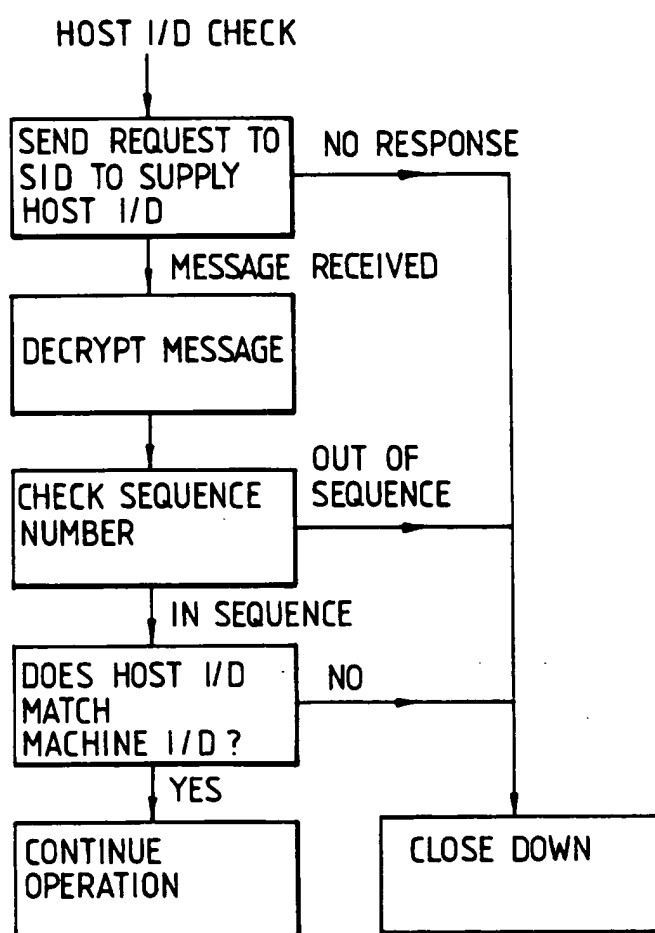 HOST I/D CHECK
SEND REQUEST TO
SID TO SUPPLY
HOST I/D
NO RESPONSE
MESSAGE RECEIVED
DECRYPT MESSAGE
OUT OF
SEQUENCE
CHECK SEQUENCE
NUMBER
IN SEQUENCE
DOES HOST I/D
MATCH
MACHINE I/D ?
NO
YES
CONTINUE
OPERATION
CLOSE DOWN